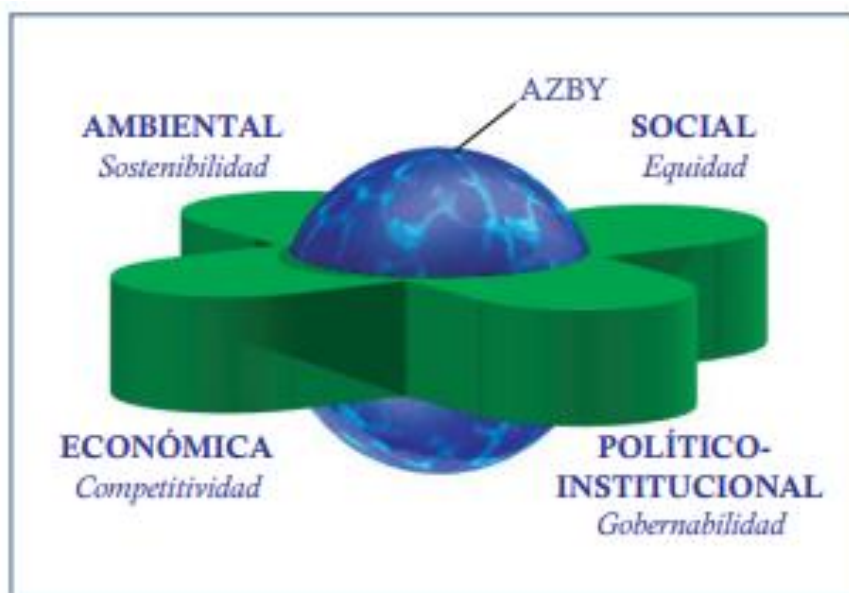 AZBY
AMBIENTAL
Sostenibilidad
SOCIAL
Equidad
ECONÓMICA
Competitividad
POLÍTICO-
INSTITUCIONAL
Gobernabilidad